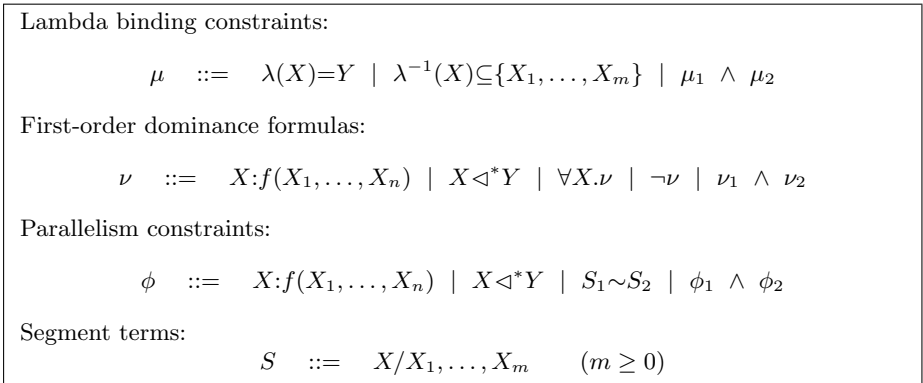 Lambda binding constraints:
μ ::= λ(X)=Y | λ⁻¹(X)⊆{X₁,...,Xₘ} | μ₁ ∧ μ₂
First-order dominance formulas:
ν ::= X:f(X₁,...,Xₙ) | X◁*Y | ∀X.ν | ¬ν | ν₁ ∧ ν₂
Parallelism constraints:
ϕ ::= X:f(X₁,...,Xₙ) | X◁*Y | S₁∼S₂ | ϕ₁ ∧ ϕ₂
Segment terms:
S ::= X/X₁,...,Xₘ (m ≥ 0)